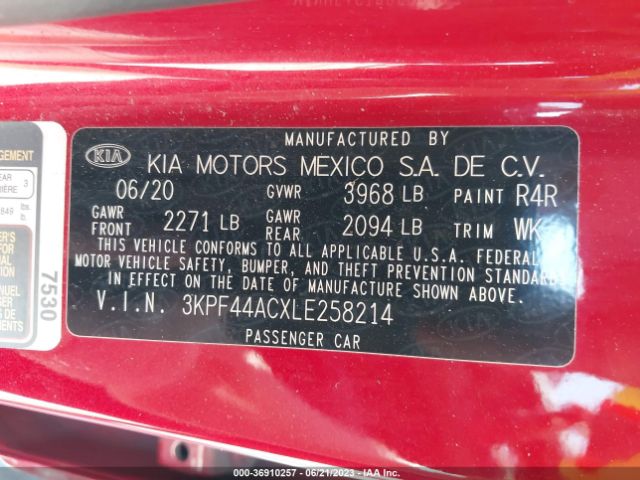 MANUFACTURED BY
KIA KIA MOTORS MEXICO S.A. DE C.V.
06/20 GVWR 3968 LB PAINT R4R
GAWR FRONT 2271 LB GAWR REAR 2094 LB TRIM WK
THIS VEHICLE CONFORMS TO ALL APPLICABLE U.S.A. FEDERAL
MOTOR VEHICLE SAFETY, BUMPER, AND THEFT PREVENTION STANDARDS
IN EFFECT ON THE DATE OF MANUFACTURE SHOWN ABOVE.
V.I.N. 3KPF44ACXLE258214
PASSENGER CAR
7530
000-36910257 - 06/21/2023 - IAA Inc.